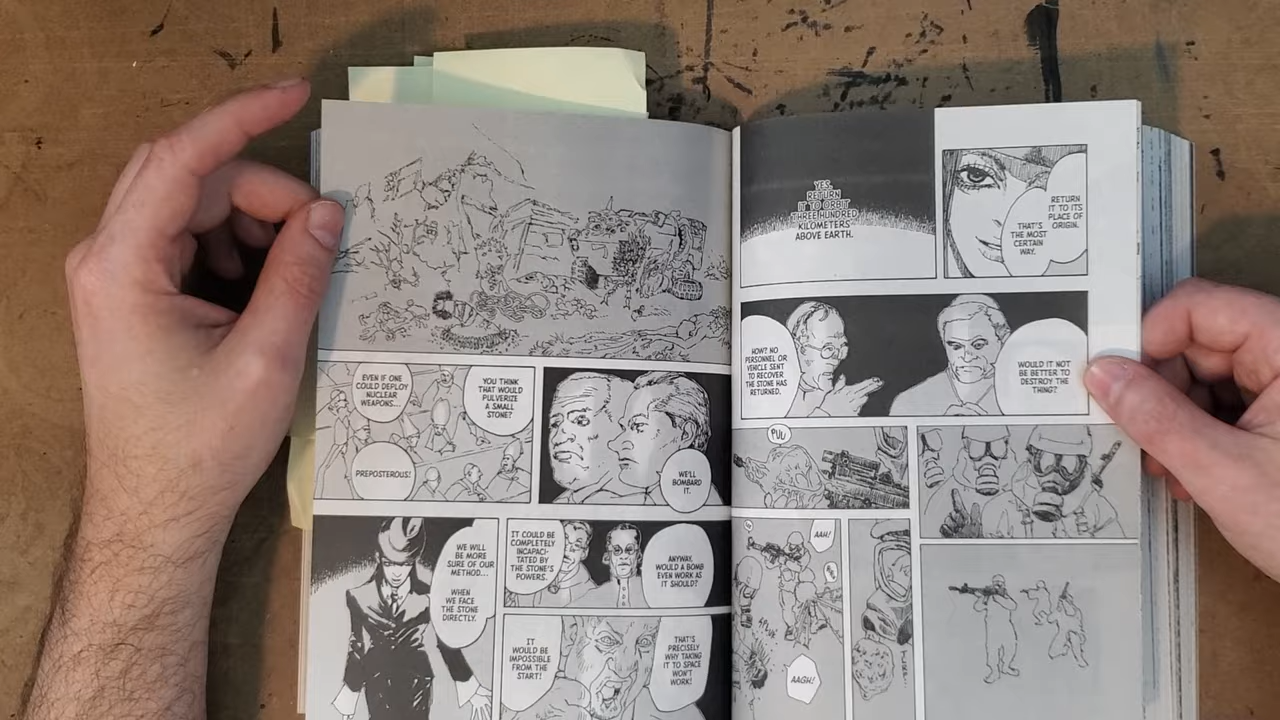 RETURN
IT TO ITS
PLACE OF
ORIGIN.
THAT'S
THE MOST
CERTAIN
WAY.
YES,
RETURN
IT TO ORBIT
THREE HUNDRED
KILOMETERS
ABOVE EARTH.
WOULD IT NOT
BE BETTER TO
DESTROY THE
THING?
HOW? NO
PERSONNEL OR
VEHICLE SENT
TO RECOVER
THE STONE HAS
RETURNED.
AAH!
AAGH!
WE'LL
BOMBARD
IT.
YOU THINK
THAT WOULD
PULVERIZE
A SMALL
STONE?
EVEN IF ONE
COULD DEPLOY
NUCLEAR
WEAPONS...
PREPOSTEROUS!
ANYWAY,
WOULD A BOMB
EVEN WORK AS
IT SHOULD?
IT COULD BE
COMPLETELY
INCAPACI-
TATED BY
THE STONE'S
POWERS.
THAT'S
PRECISELY
WHY TAKING
IT TO SPACE
WON'T
WORK!
IT
WOULD BE
IMPOSSIBLE
FROM THE
START!
WE WILL
BE MORE
SURE OF OUR
METHOD...
WHEN
WE FACE
THE STONE
DIRECTLY.